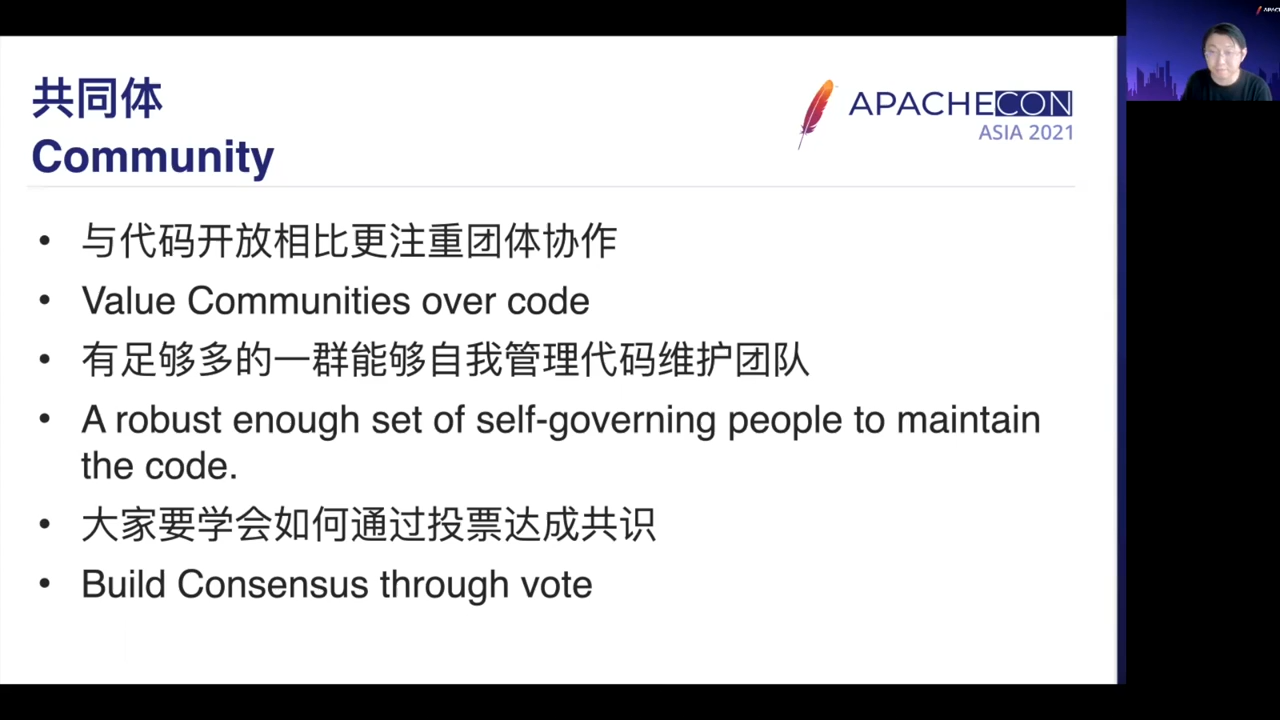 共同体
Community
APACHECON
ASIA 2021
• 与代码开放相比更注重团体协作
• Value Communities over code
• 有足够多的一群能够自我管理代码维护团队
• A robust enough set of self-governing people to maintain
the code.
• 大家要学会如何通过投票达成共识
• Build Consensus through vote